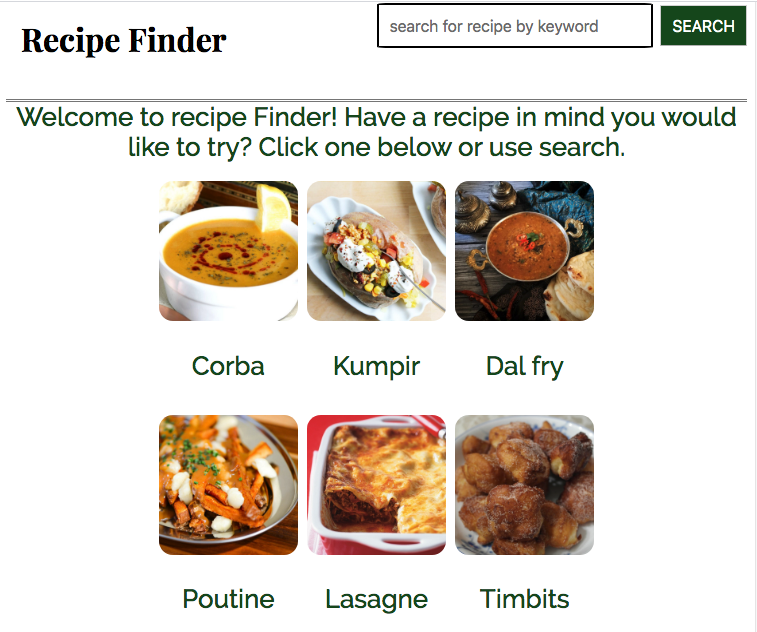 Recipe Finder
search for recipe by keyword
SEARCH
Welcome to recipe Finder! Have a recipe in mind you would
like to try? Click one below or use search.
Corba
Kumpir
Dal fry
Poutine
Lasagne
Timbits